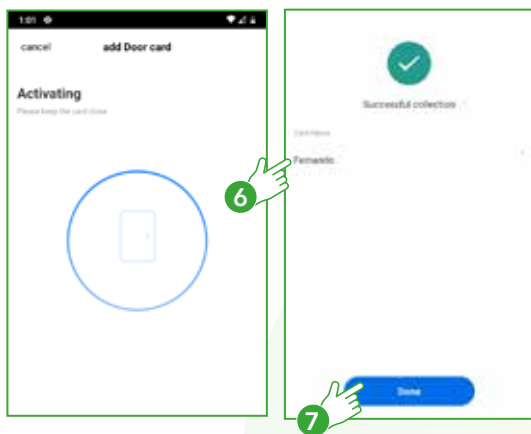 1:01
cancel add Door card
Activating
Please keep the card close
Successful collection
Card Name
Fernando
6
Done
7